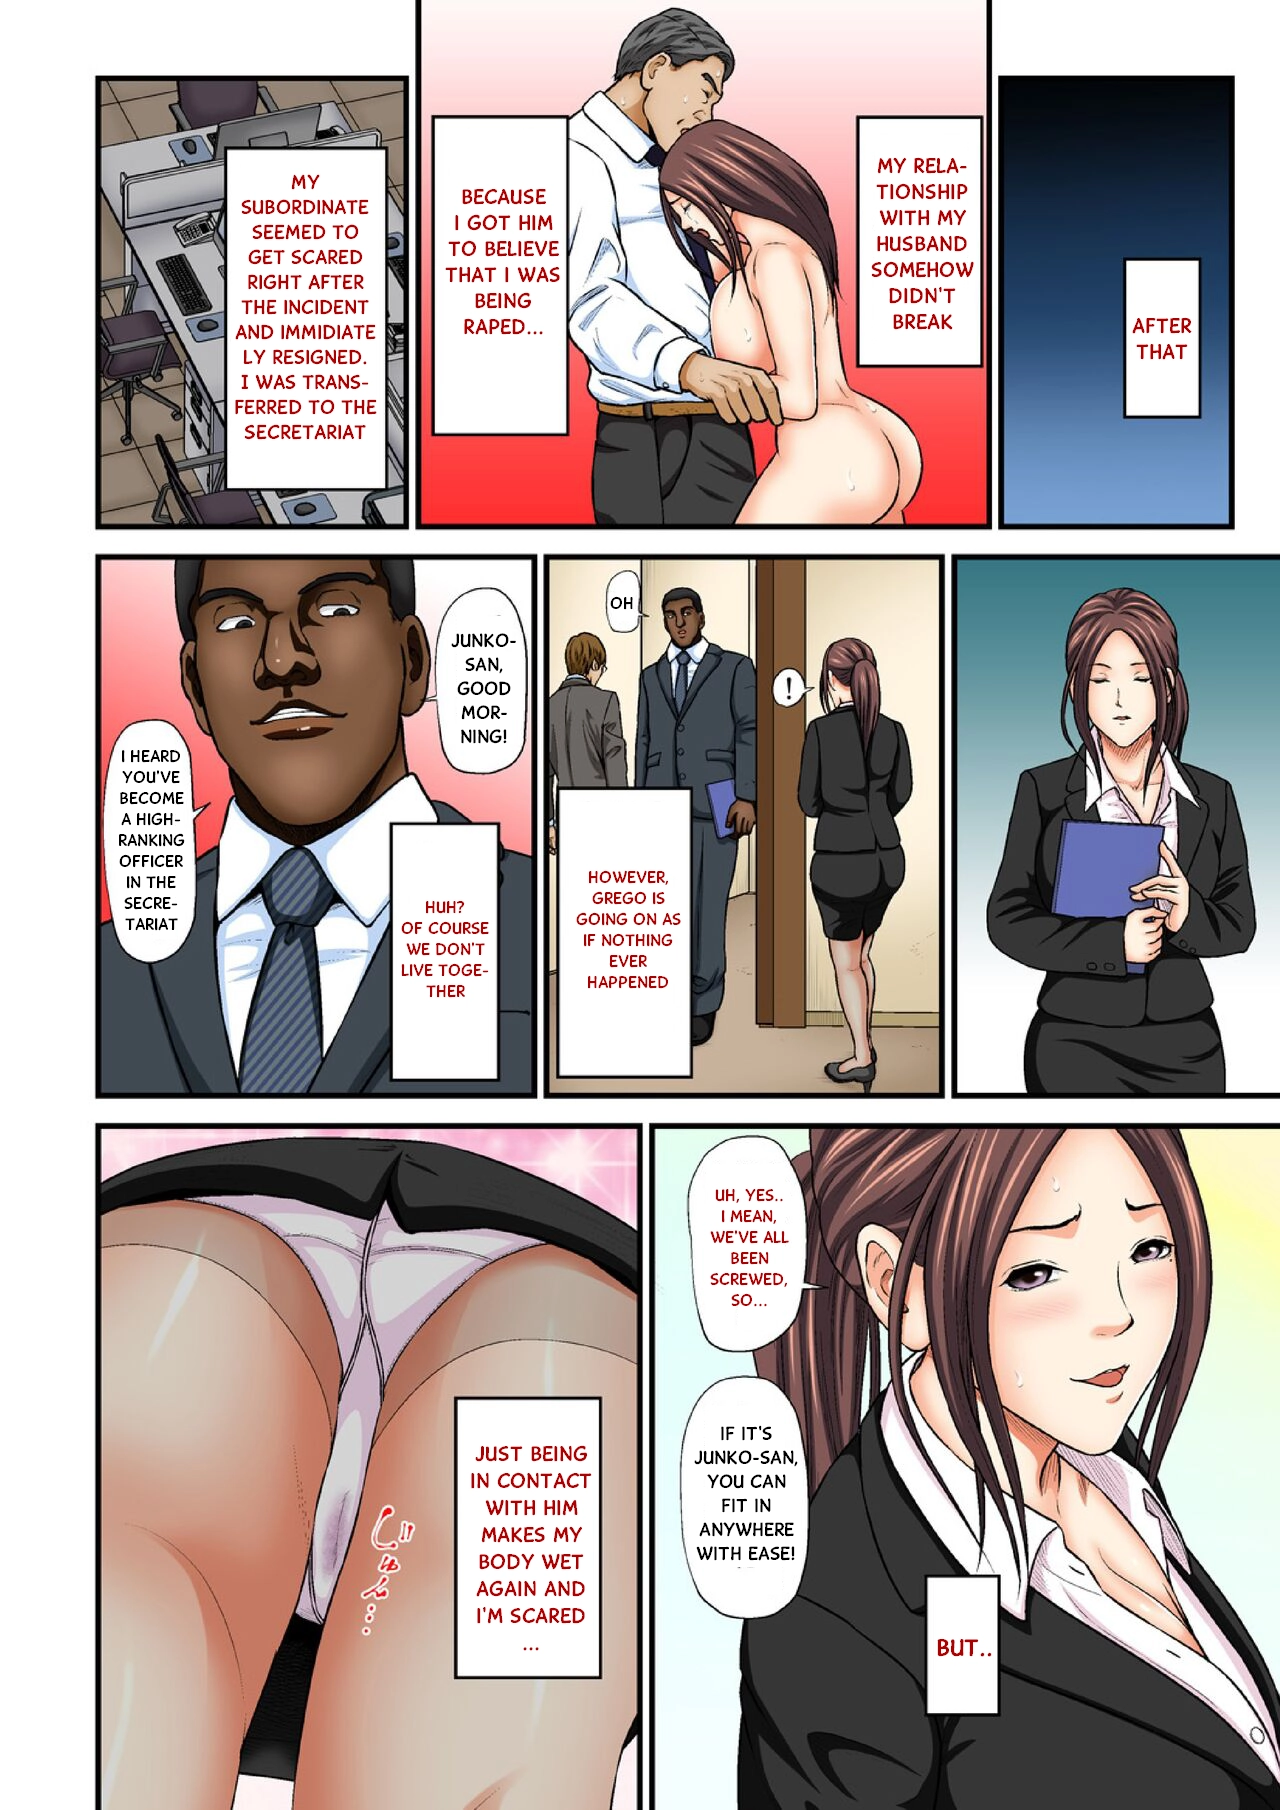 AFTER
THAT
MY RELA-
TIONSHIP
WITH MY
HUSBAND
SOMEHOW
DIDN'T
BREAK
BECAUSE
I GOT HIM
TO BELIEVE
THAT I WAS
BEING
RAPED...
MY
SUBORDINATE
SEEMED TO
GET SCARED
RIGHT AFTER
THE INCIDENT
AND IMMIDIATE
LY RESIGNED.
I WAS TRANS-
FERRED TO THE
SECRETARIAT
!
OH
HOWEVER,
GREGO IS
GOING ON AS
IF NOTHING
EVER
HAPPENED
JUNKO-
SAN,
GOOD
MOR-
NING!
HUH?
OF COURSE
WE DON'T
LIVE TOGE-
THER
I HEARD
YOU'VE
BECOME
A HIGH-
RANKING
OFFICER
IN THE
SECRE-
TARIAT
UH, YES..
I MEAN,
WE'VE ALL
BEEN
SCREWED,
SO...
IF IT'S
JUNKO-SAN,
YOU CAN
FIT IN
ANYWHERE
WITH EASE!
BUT..
JUST BEING
IN CONTACT
WITH HIM
MAKES MY
BODY WET
AGAIN AND
I'M SCARED
...
じゅん…